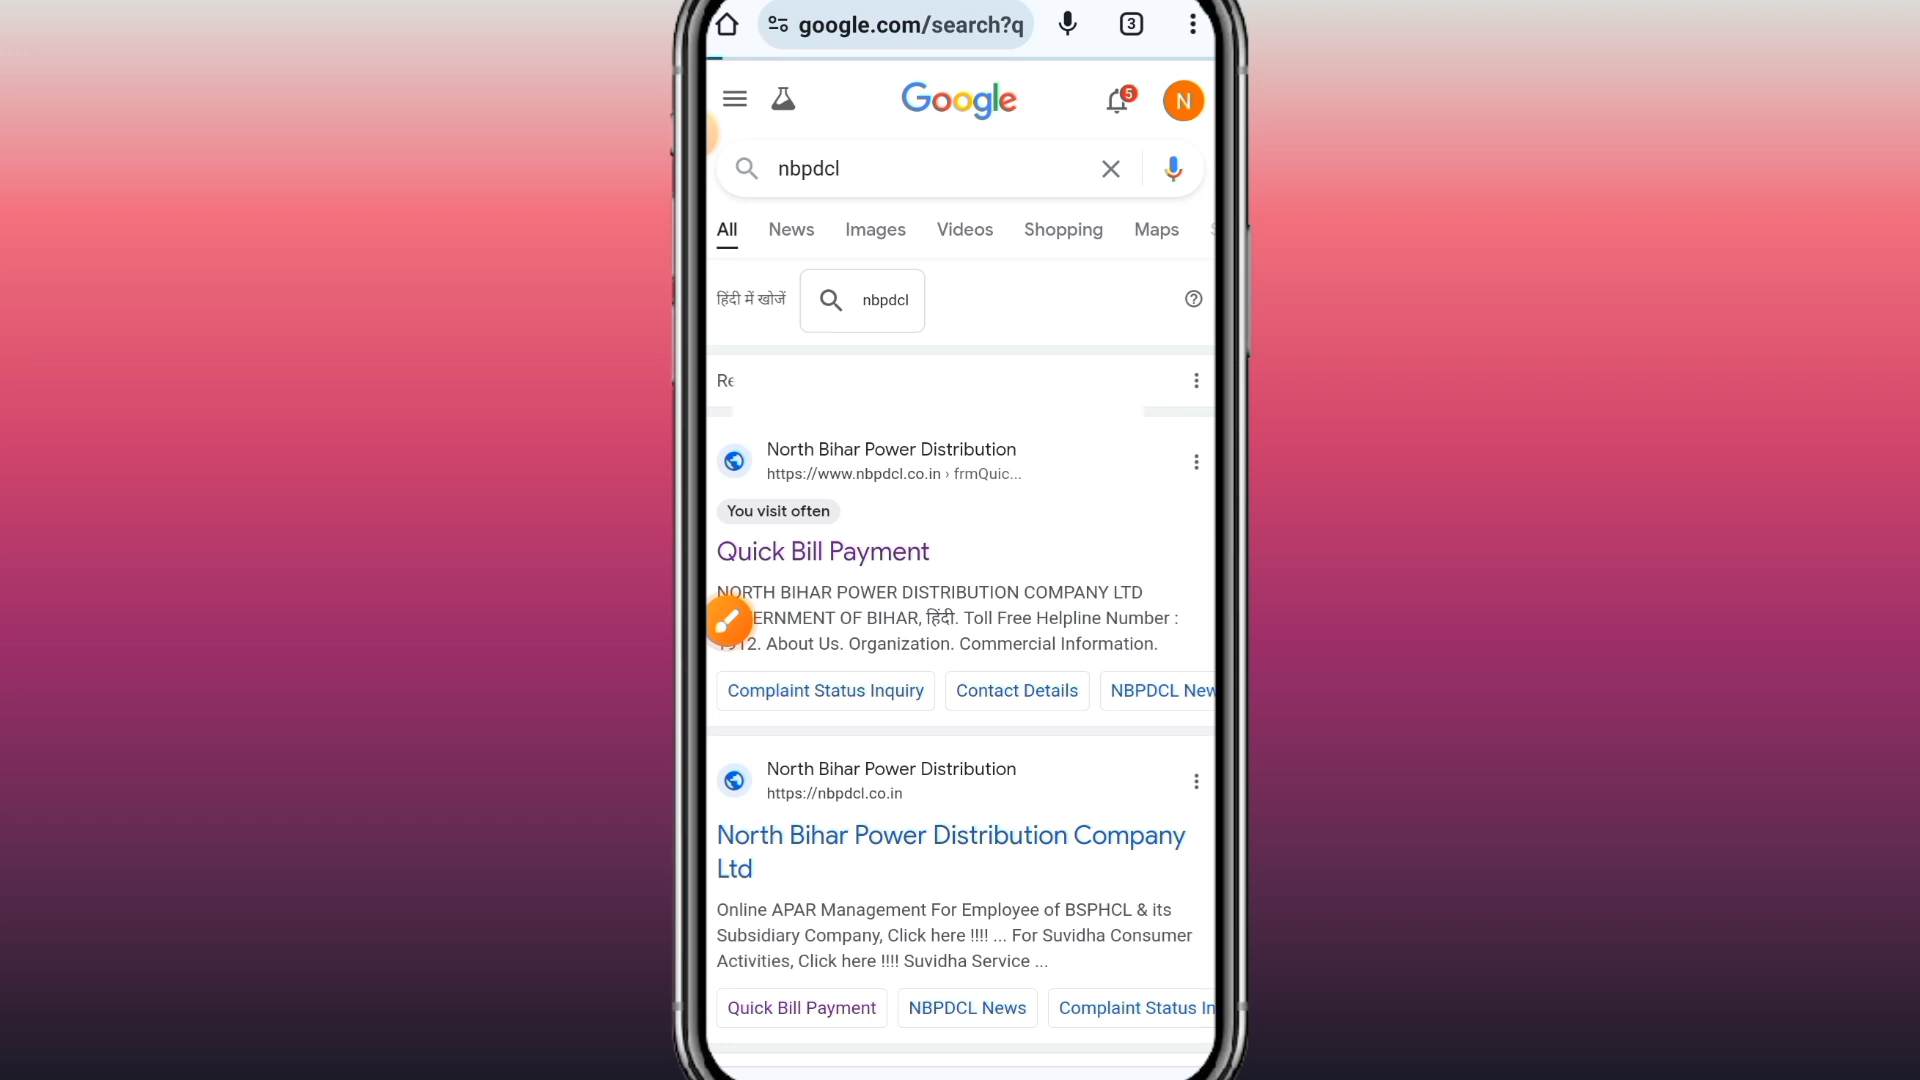 google.com/search?q
3
Google
5
N
nbpdcl
All News Images Videos Shopping Maps
हिंदी में खोजें nbpdcl
North Bihar Power Distribution
https://www.nbpdcl.co.in › frmQuic...
You visit often
Quick Bill Payment
NORTH BIHAR POWER DISTRIBUTION COMPANY LTD
ERNMENT OF BIHAR, हिंदी. Toll Free Helpline Number :
1912. About Us. Organization. Commercial Information.
Complaint Status Inquiry Contact Details NBPDCL New
North Bihar Power Distribution
https://nbpdcl.co.in
North Bihar Power Distribution Company
Ltd
Online APAR Management For Employee of BSPHCL & its
Subsidiary Company, Click here !!!! ... For Suvidha Consumer
Activities, Click here !!!! Suvidha Service ...
Quick Bill Payment NBPDCL News Complaint Status In